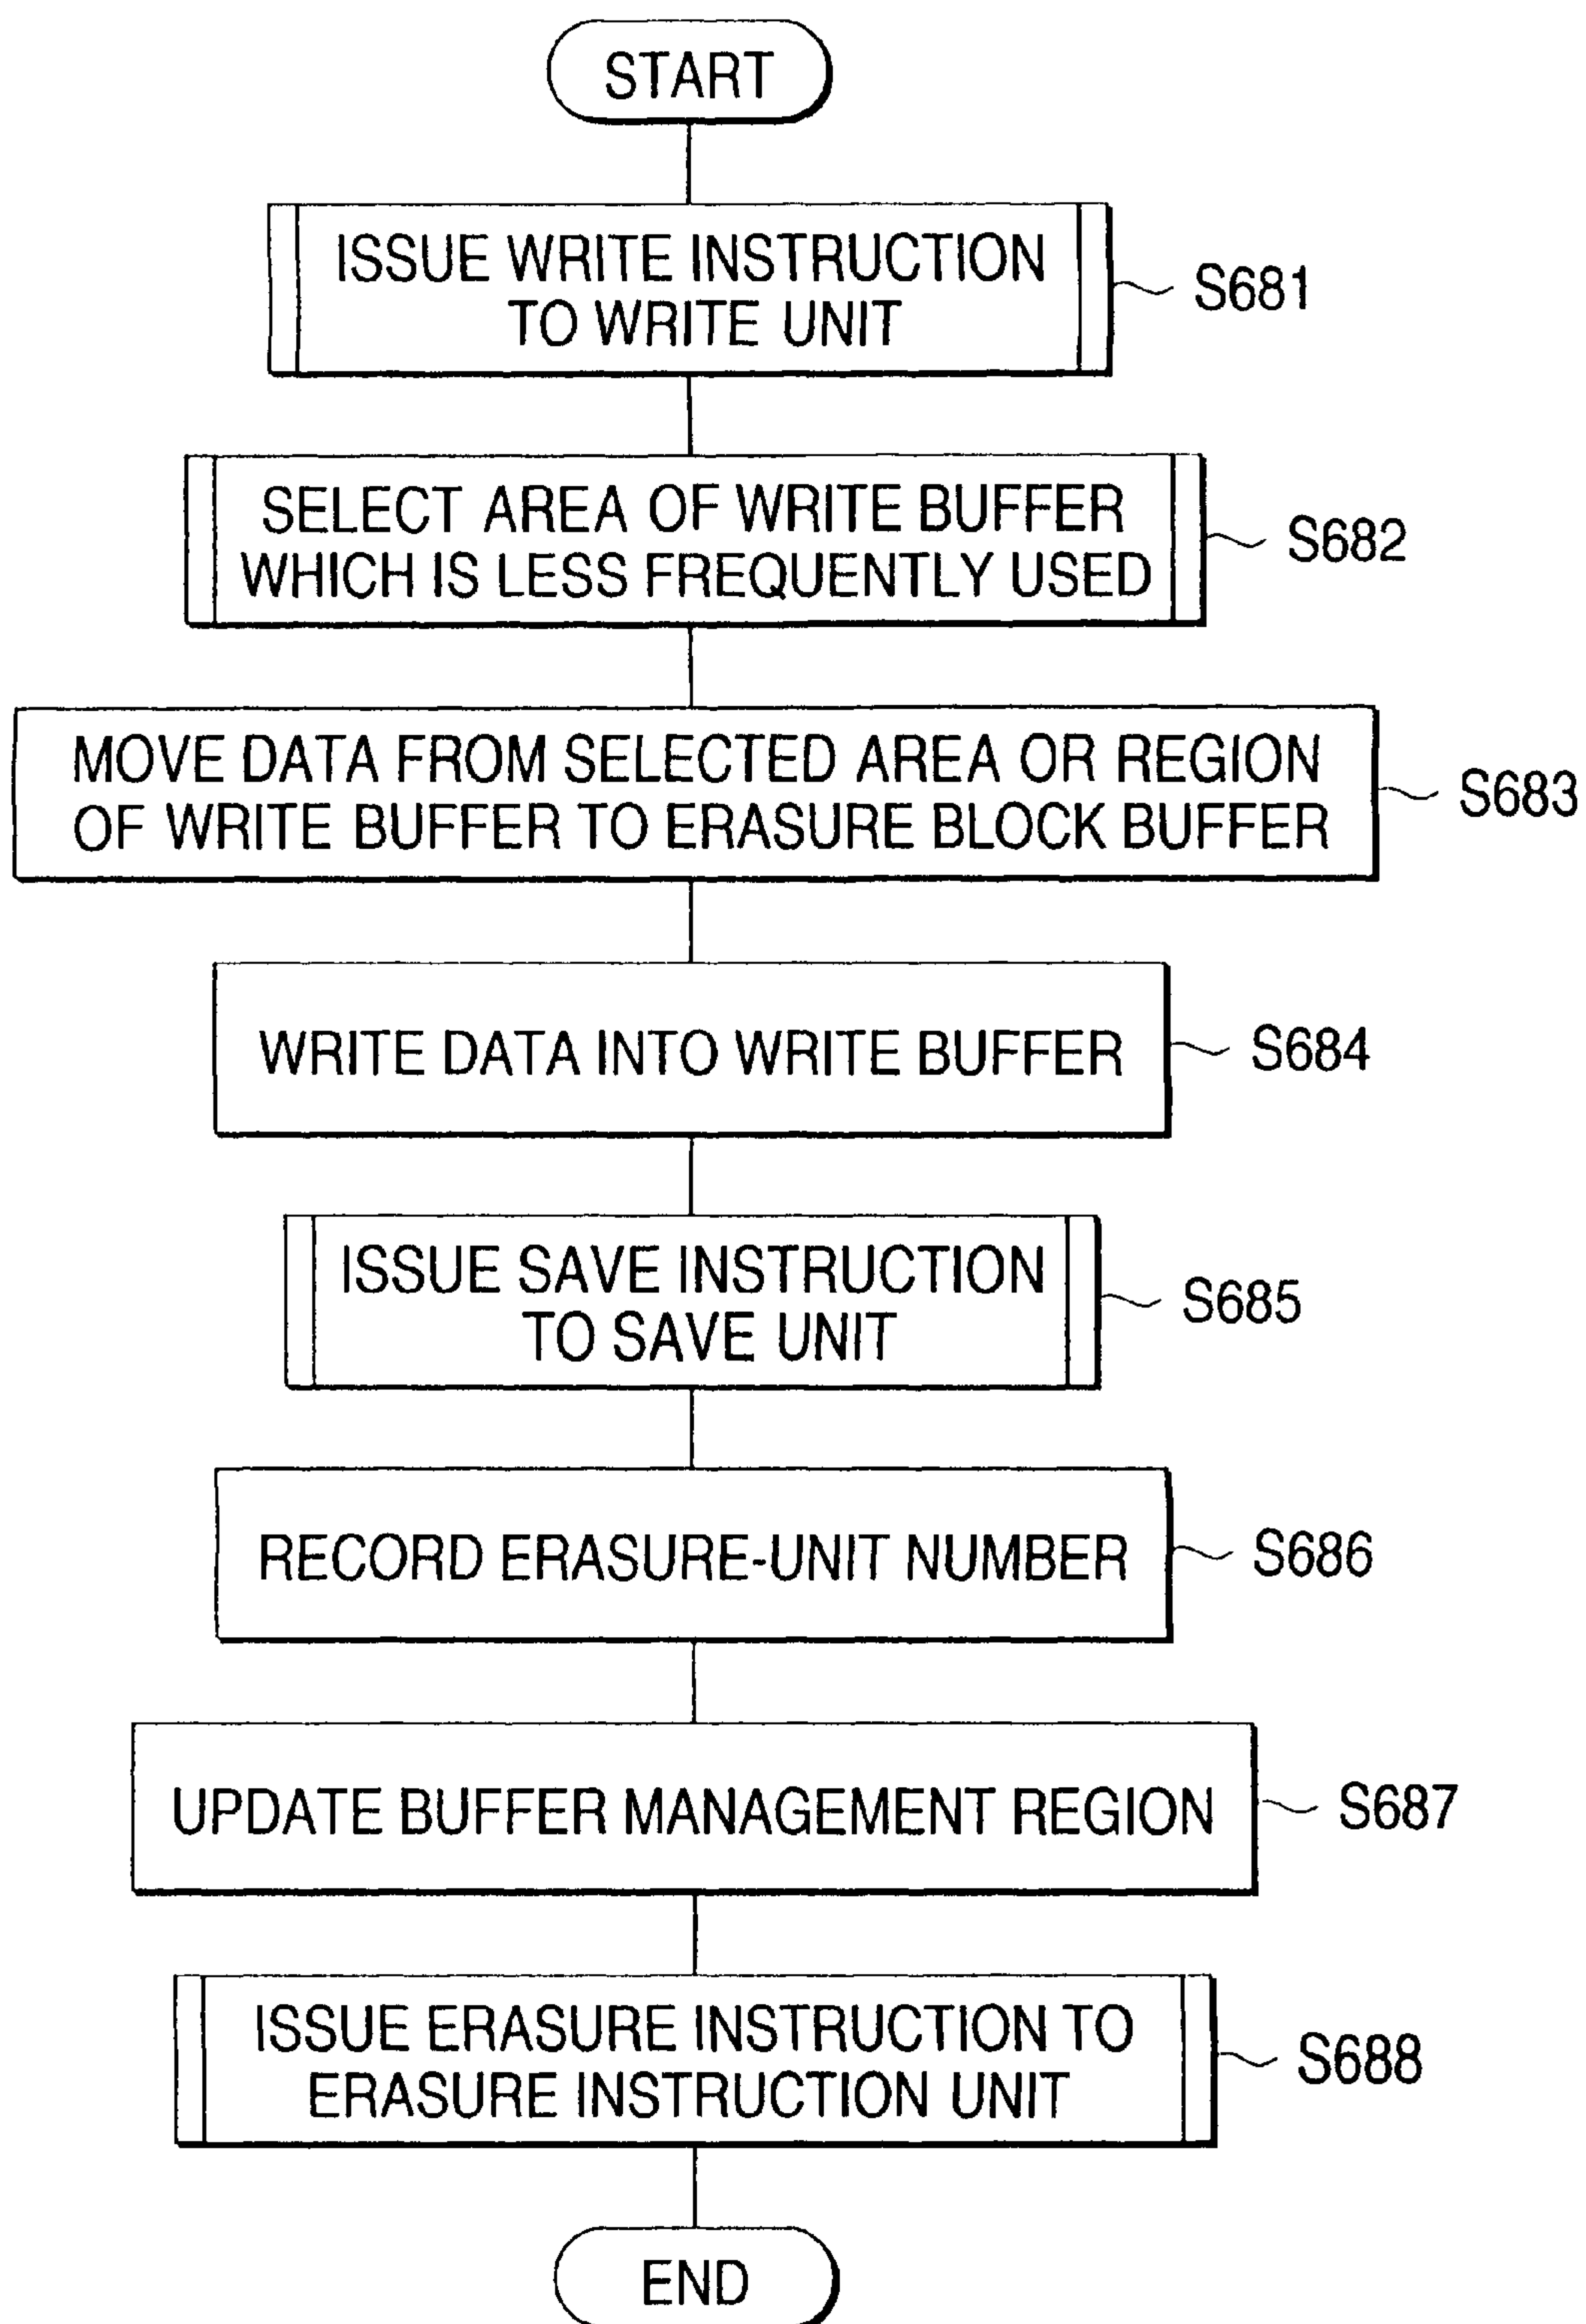 START
ISSUE WRITE INSTRUCTION
TO WRITE UNIT
S681
SELECT AREA OF WRITE BUFFER
WHICH IS LESS FREQUENTLY USED
S682
MOVE DATA FROM SELECTED AREA OR REGION
OF WRITE BUFFER TO ERASURE BLOCK BUFFER
S683
WRITE DATA INTO WRITE BUFFER
S684
ISSUE SAVE INSTRUCTION
TO SAVE UNIT
S685
RECORD ERASURE-UNIT NUMBER
S686
UPDATE BUFFER MANAGEMENT REGION
S687
ISSUE ERASURE INSTRUCTION TO
ERASURE INSTRUCTION UNIT
S688
END